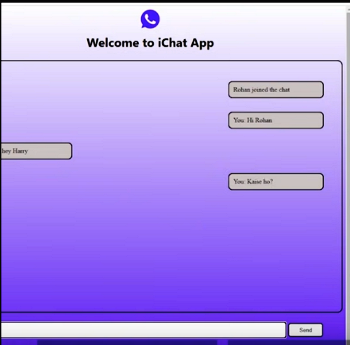 Welcome to iChat App
Rohan joined the chat
You: Hi Rohan
hey Harry
You: Kaise ho?
Send